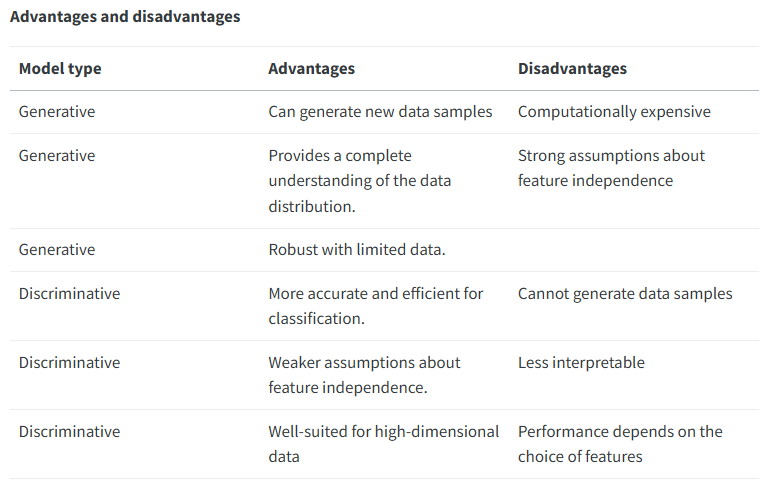 Advantages and disadvantages
Model type Advantages Disadvantages
Generative Can generate new data samples Computationally expensive
Generative Provides a complete Strong assumptions about
understanding of the data feature independence
distribution.
Generative Robust with limited data.
Discriminative More accurate and efficient for Cannot generate data samples
classification.
Discriminative Weaker assumptions about Less interpretable
feature independence.
Discriminative Well-suited for high-dimensional Performance depends on the
data choice of features